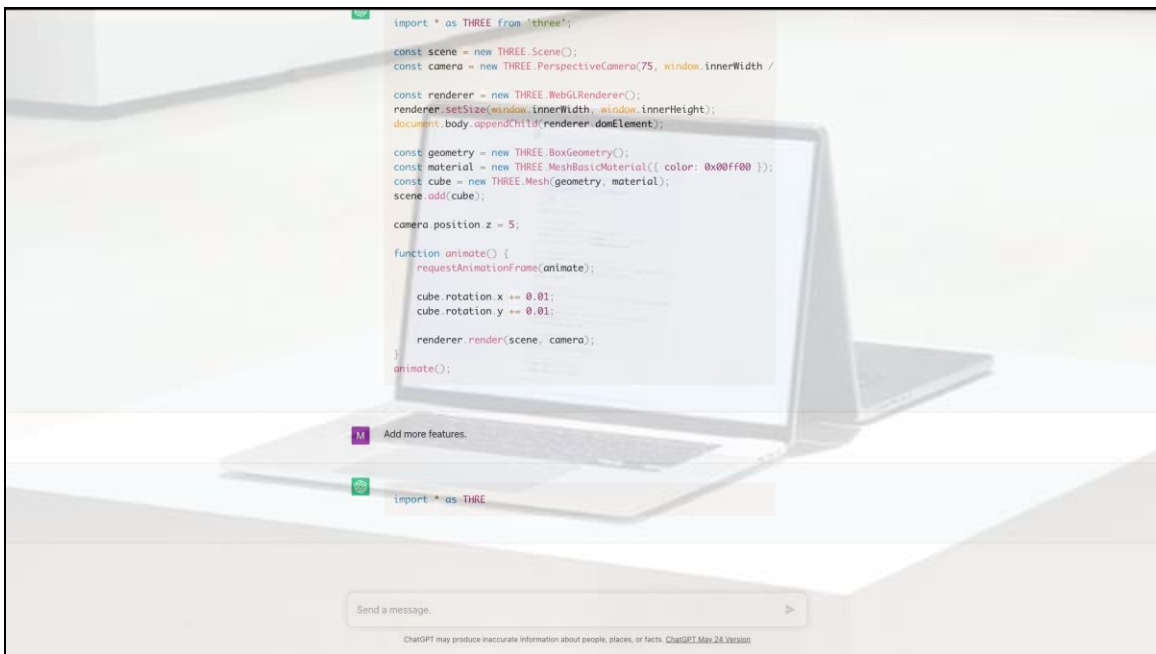 import * as THREE from 'three';
const scene = new THREE.Scene();
const camera = new THREE.PerspectiveCamera(75, window.innerWidth /
const renderer = new THREE.WebGLRenderer();
renderer.setSize(window.innerWidth, window.innerHeight);
document.body.appendChild(renderer.domElement);
const geometry = new THREE.BoxGeometry();
const material = new THREE.MeshBasicMaterial({ color: 0x00ff00 });
const cube = new THREE.Mesh(geometry, material);
scene.add(cube);
camera.position.z = 5;
function animate() {
requestAnimationFrame(animate);
cube.rotation.x += 0.01;
cube.rotation.y += 0.01;
renderer.render(scene, camera);
}
animate();
M Add more features.
import * as THRE
Send a message.
ChatGPT may produce inaccurate information about people, places, or facts. ChatGPT May 24 Version